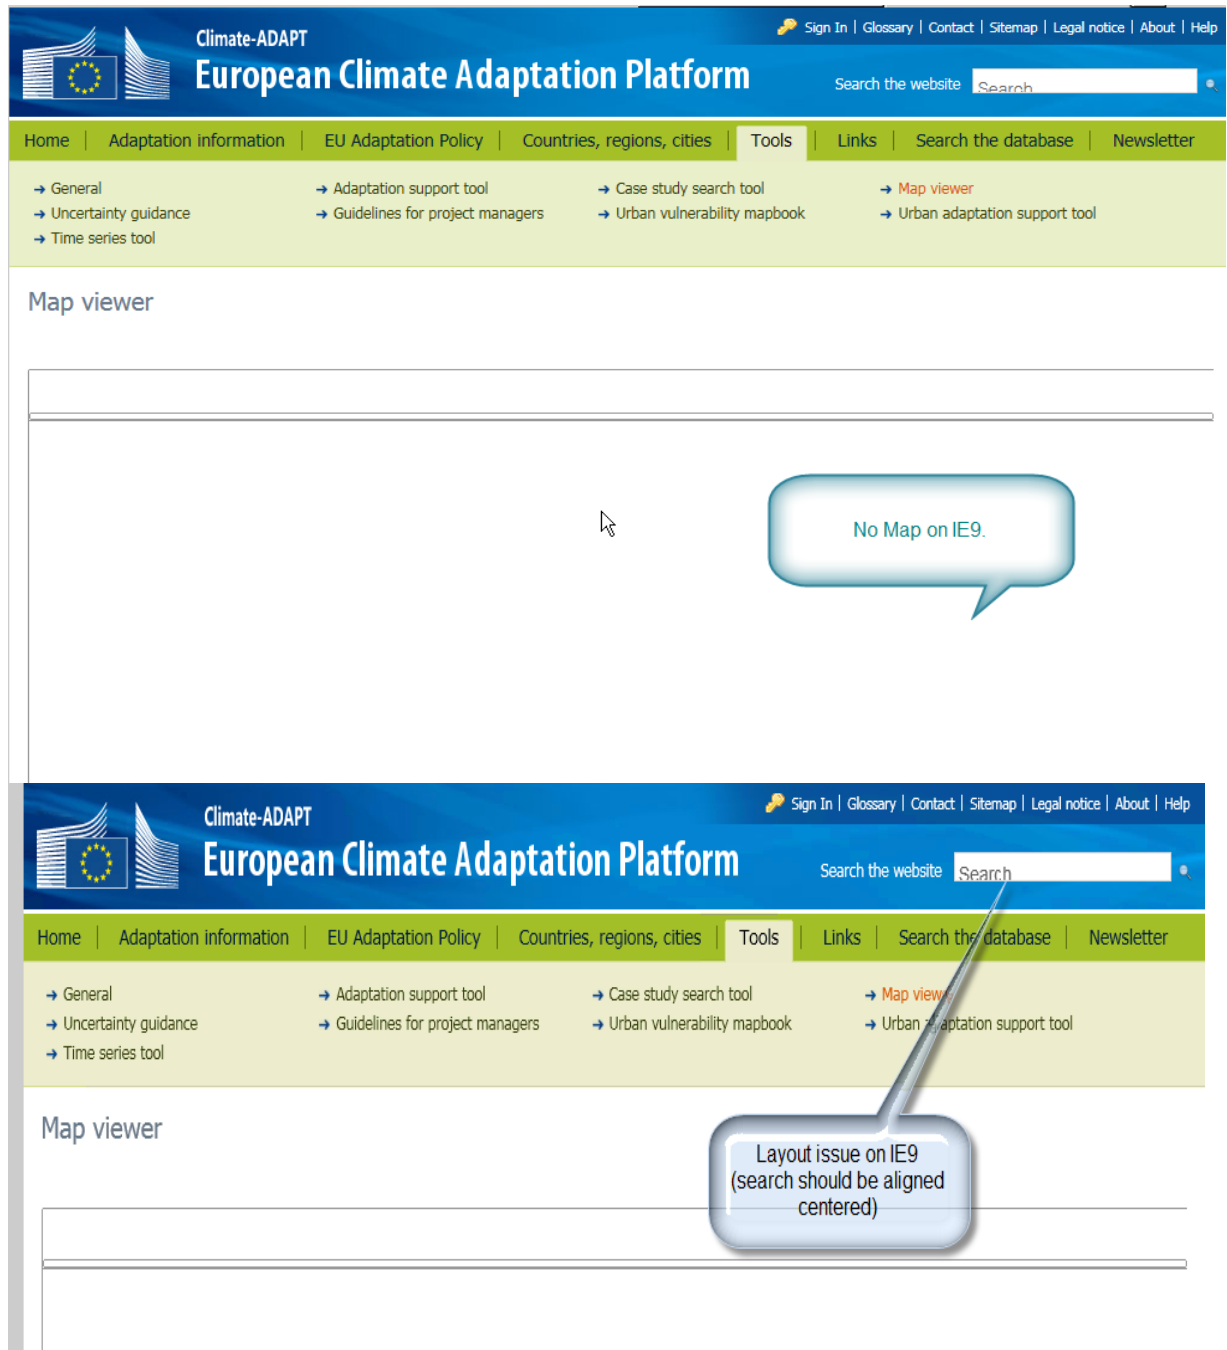 Sign In | Glossary | Contact | Sitemap | Legal notice | About | Help
Climate-ADAPT
European Climate Adaptation Platform
Search the website Search
Home | Adaptation information | EU Adaptation Policy | Countries, regions, cities | Tools | Links | Search the database | Newsletter
→ General → Adaptation support tool → Case study search tool → Map viewer
→ Uncertainty guidance → Guidelines for project managers → Urban vulnerability mapbook → Urban adaptation support tool
→ Time series tool
Map viewer
No Map on IE9.
Sign In | Glossary | Contact | Sitemap | Legal notice | About | Help
Climate-ADAPT
European Climate Adaptation Platform
Search the website Search
Home | Adaptation information | EU Adaptation Policy | Countries, regions, cities | Tools | Links | Search the database | Newsletter
→ General → Adaptation support tool → Case study search tool → Map viewer
→ Uncertainty guidance → Guidelines for project managers → Urban vulnerability mapbook → Urban adaptation support tool
→ Time series tool
Map viewer
Layout issue on IE9
(search should be aligned
centered)